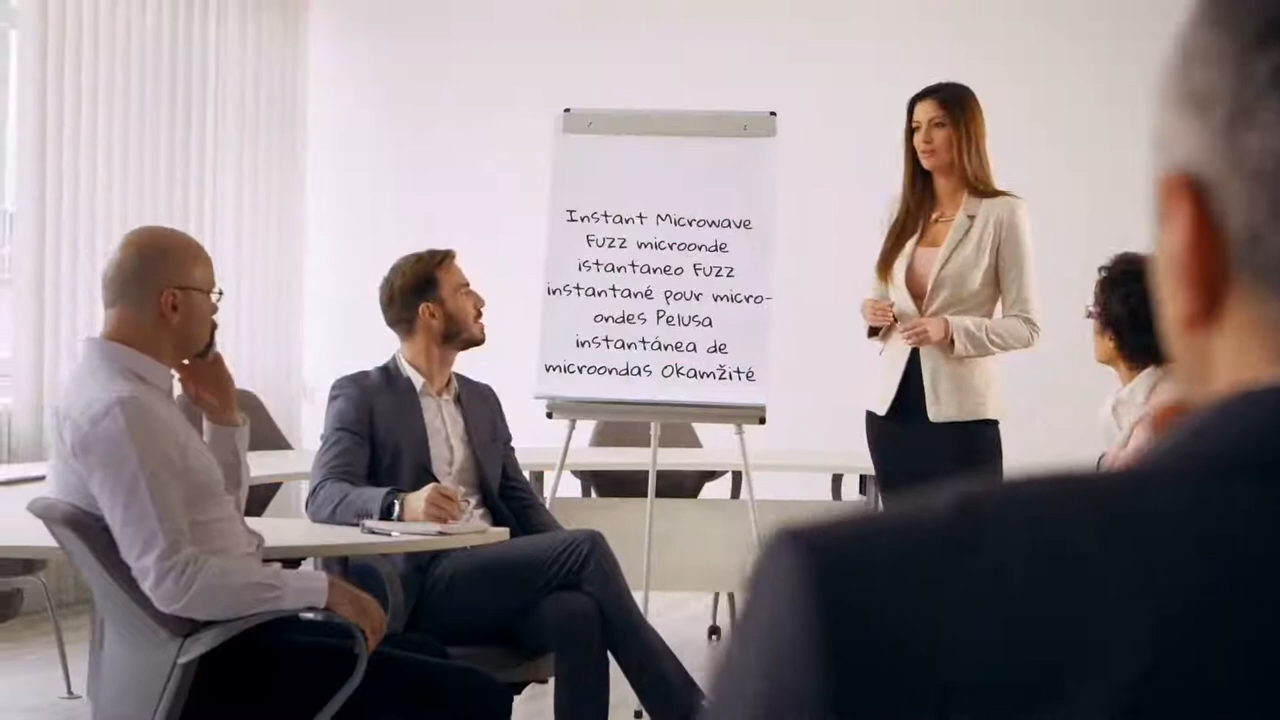 Instant Microwave
Fuzz microonde
istantaneo Fuzz
instantané pour micro-
ondes Pelusa
instantánea de
microondas Okamžité